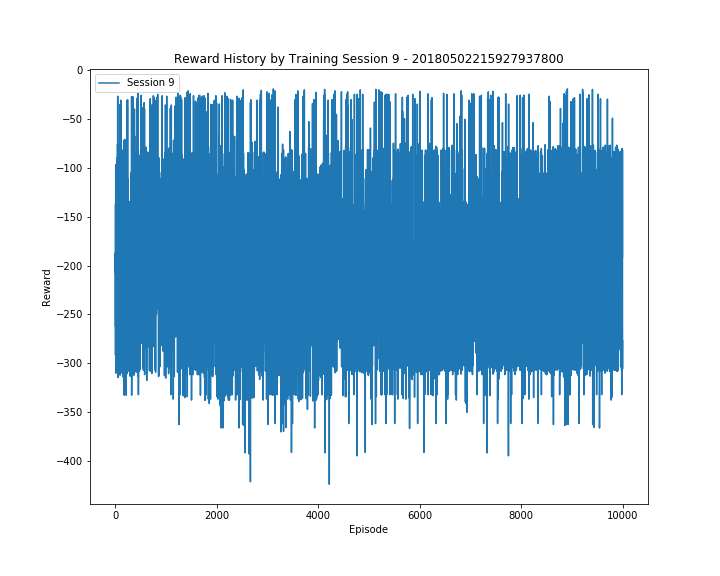 Reward History by Training Session 9 - 20180502215927937800
Session 9
0
−50
−100
−150
−200
−250
−300
−350
−400
Reward
0 2000 4000 6000 8000 10000
Episode